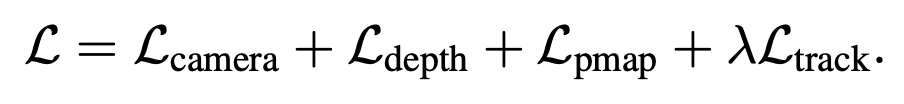 ℒ = ℒ_camera + ℒ_depth + ℒ_pmap + λℒ_track.